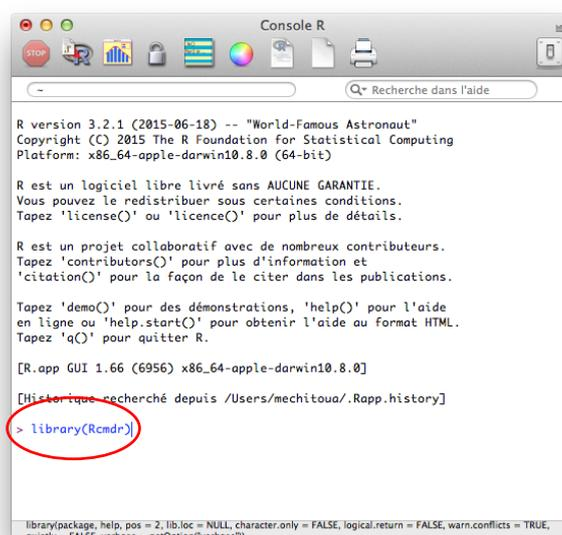 Console R
STOP
R
~
Recherche dans l'aide
R version 3.2.1 (2015-06-18) -- "World-Famous Astronaut"
Copyright (C) 2015 The R Foundation for Statistical Computing
Platform: x86_64-apple-darwin10.8.0 (64-bit)
R est un logiciel libre livré sans AUCUNE GARANTIE.
Vous pouvez le redistribuer sous certaines conditions.
Tapez 'license()' ou 'licence()' pour plus de détails.
R est un projet collaboratif avec de nombreux contributeurs.
Tapez 'contributors()' pour plus d'information et
'citation()' pour la façon de le citer dans les publications.
Tapez 'demo()' pour des démonstrations, 'help()' pour l'aide
en ligne ou 'help.start()' pour obtenir l'aide au format HTML.
Tapez 'q()' pour quitter R.
[R.app GUI 1.66 (6956) x86_64-apple-darwin10.8.0]
[Historique recherché depuis /Users/mechitoua/.Rapp.history]
> library(Rcmdr)
library(package, help, pos = 2, lib.loc = NULL, character.only = FALSE, logical.return = FALSE, warn.conflicts = TRUE,